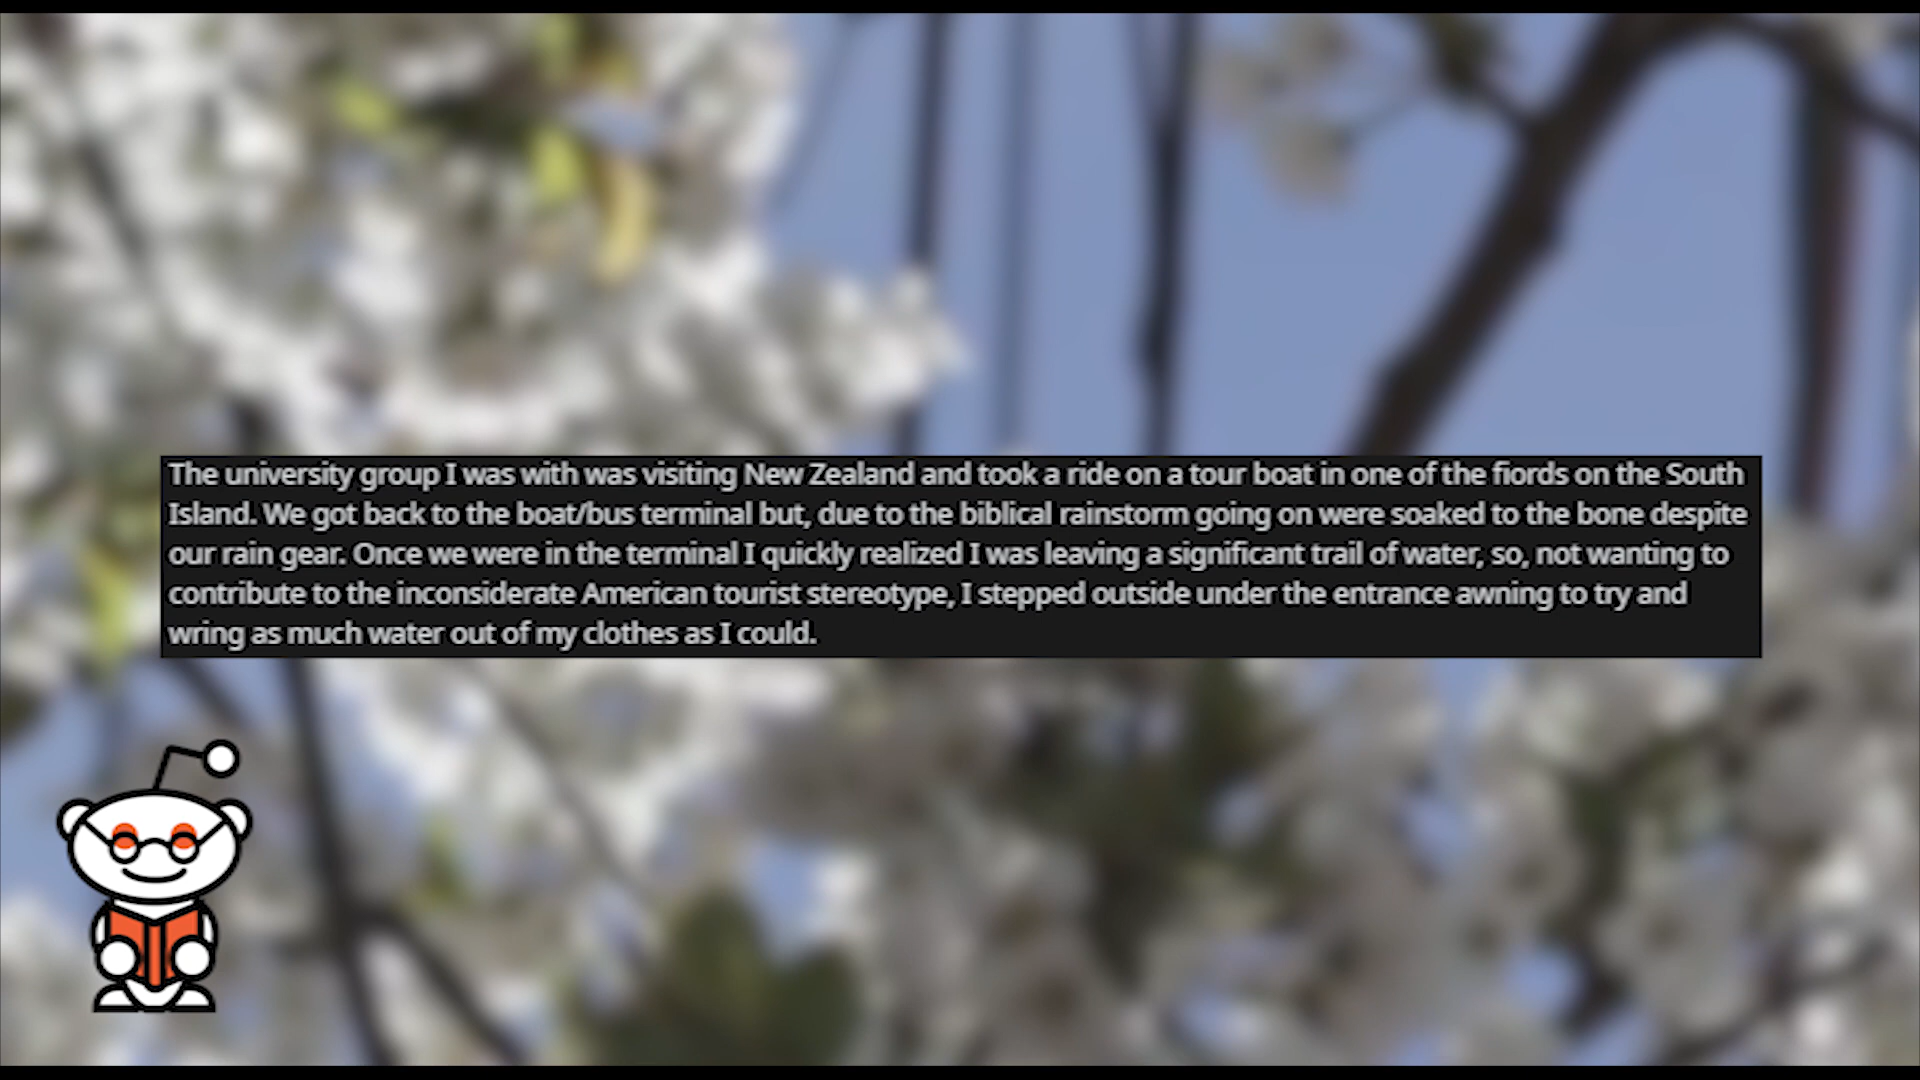 The university group I was with was visiting New Zealand and took a ride on a tour boat in one of the fiords on the South
Island. We got back to the boat/bus terminal but, due to the biblical rainstorm going on were soaked to the bone despite
our rain gear. Once we were in the terminal I quickly realized I was leaving a significant trail of water, so, not wanting to
contribute to the inconsiderate American tourist stereotype, I stepped outside under the entrance awning to try and
wring as much water out of my clothes as I could.